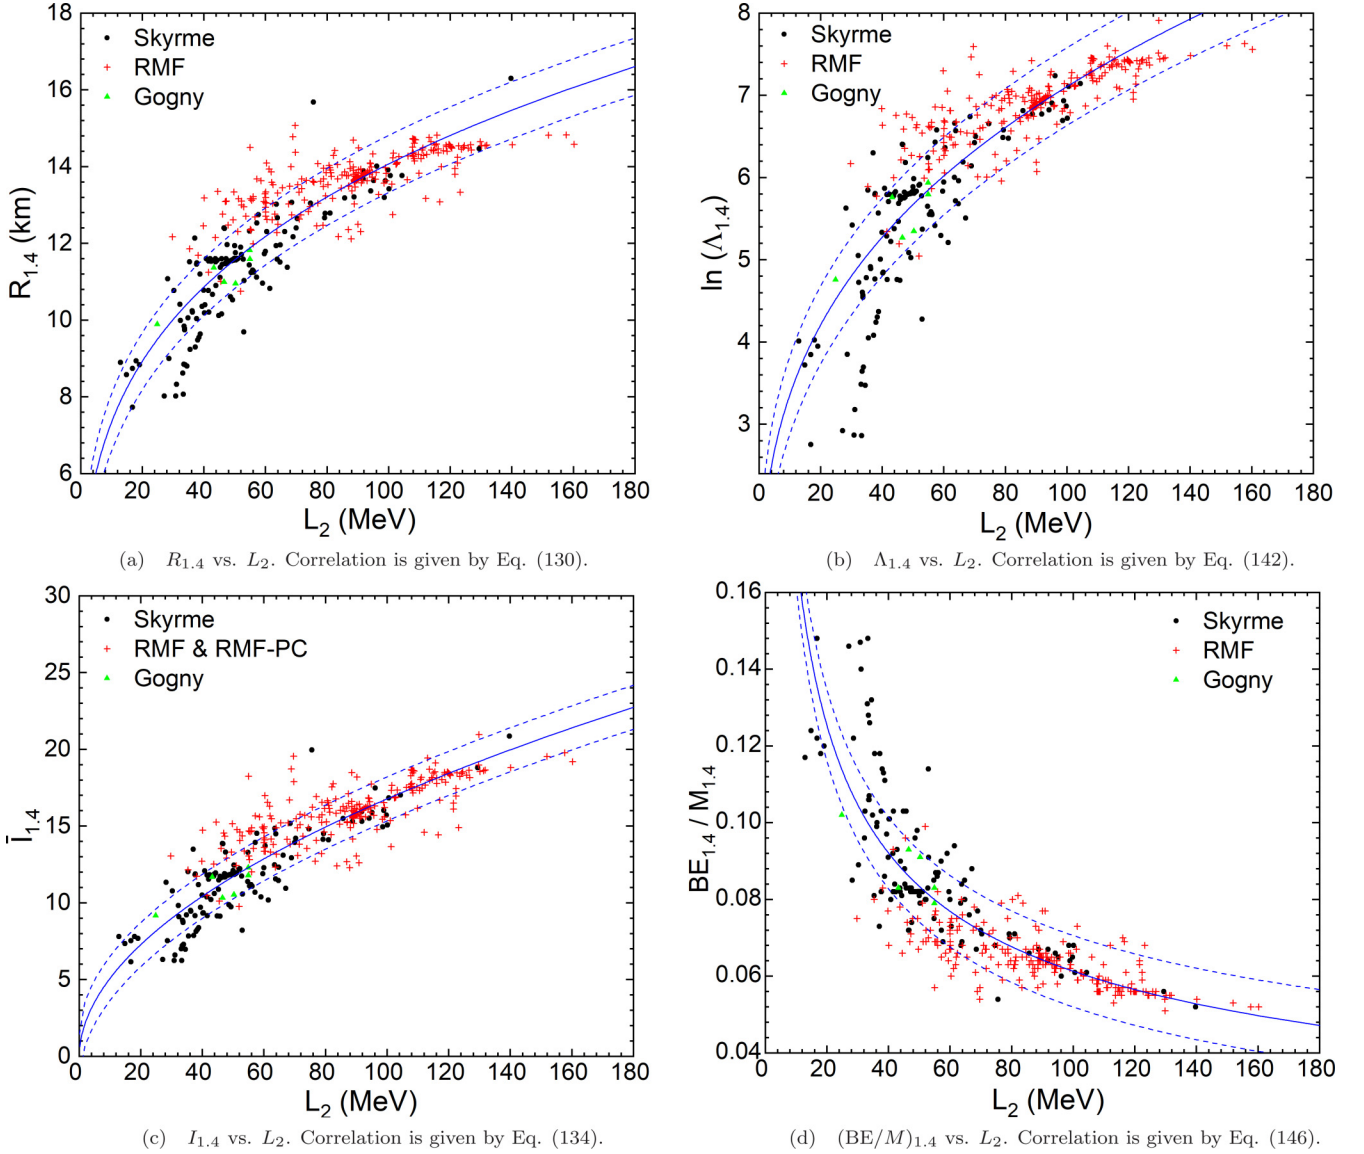 18
16
14
12
10
8
6
R1.4 (km)
Skyrme
RMF
Gogny
0 20 40 60 80 100 120 140 160 180
L2 (MeV)
(a) R1.4 vs. L2. Correlation is given by Eq. (130).
8
7
6
5
4
3
ln (Λ1.4)
Skyrme
RMF
Gogny
0 20 40 60 80 100 120 140 160 180
L2 (MeV)
(b) Λ1.4 vs. L2. Correlation is given by Eq. (142).
30
25
20
15
10
5
0
Ī1.4
Skyrme
RMF & RMF-PC
Gogny
0 20 40 60 80 100 120 140 160 180
L2 (MeV)
(c) I1.4 vs. L2. Correlation is given by Eq. (134).
0.16
0.14
0.12
0.10
0.08
0.06
0.04
BE1.4 / M1.4
Skyrme
RMF
Gogny
0 20 40 60 80 100 120 140 160 180
L2 (MeV)
(d) (BE/M)1.4 vs. L2. Correlation is given by Eq. (146).